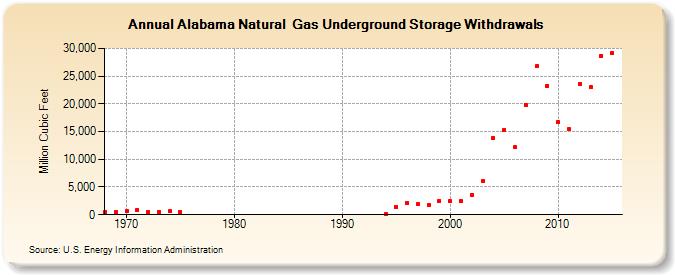 Annual Alabama Natural  Gas Underground Storage Withdrawals
Million Cubic Feet
30,000
25,000
20,000
15,000
10,000
5,000
0
1970 1980 1990 2000 2010
Source: U.S. Energy Information Administration